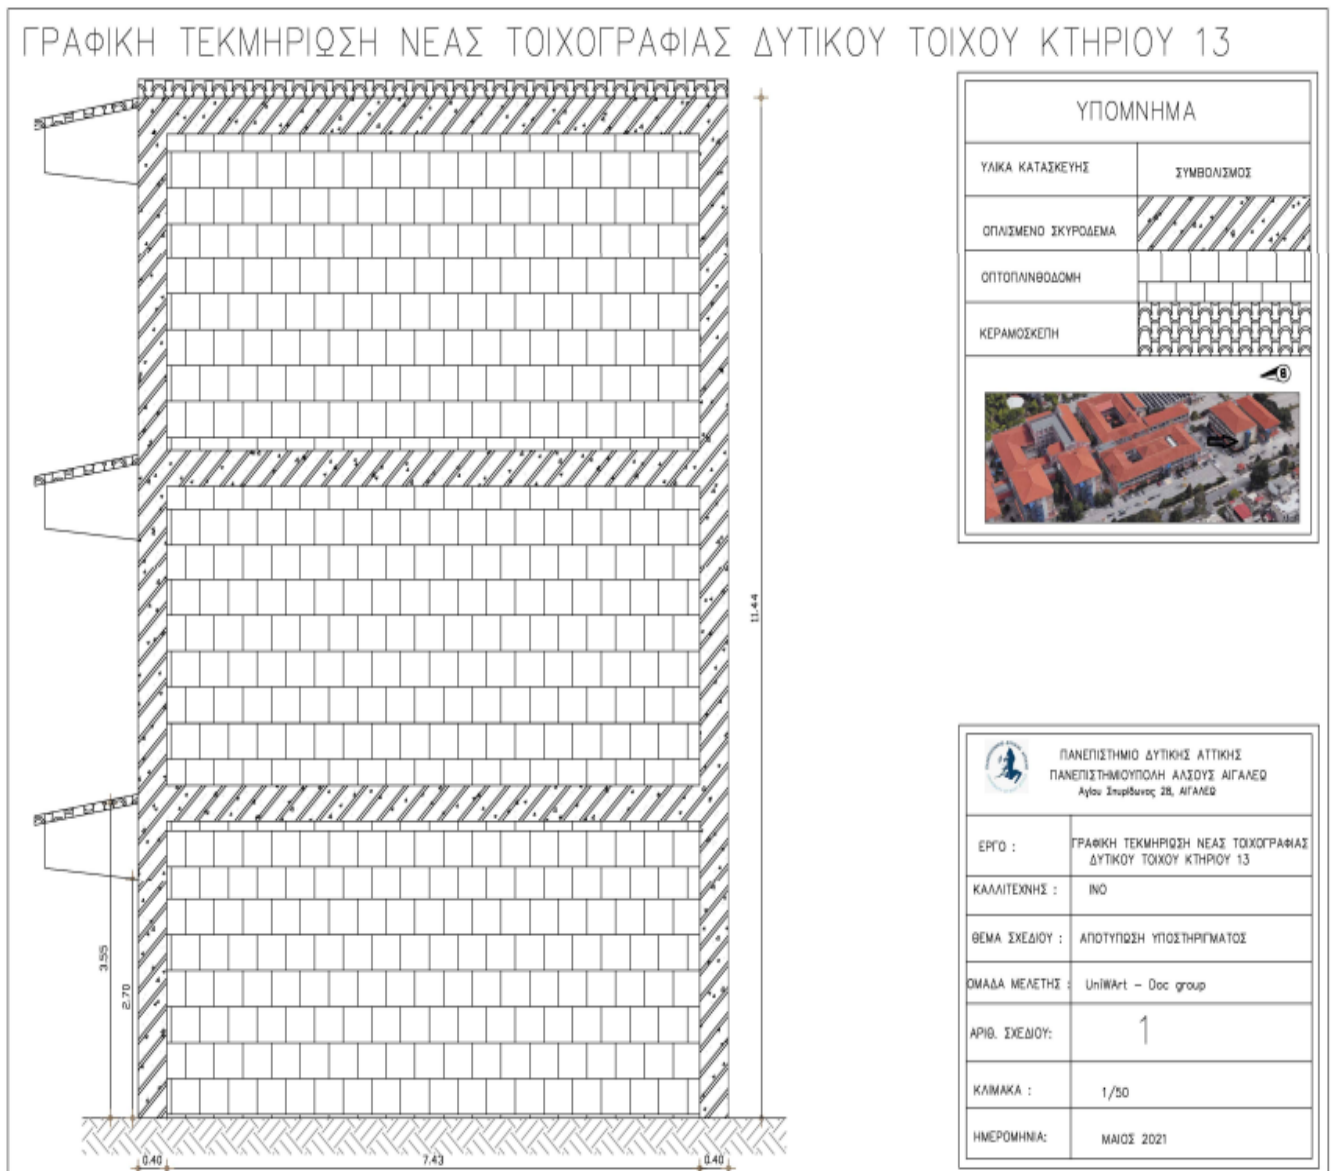 ΓΡΑΦΙΚΗ ΤΕΚΜΗΡΙΩΣΗ ΝΕΑΣ ΤΟΙΧΟΓΡΑΦΙΑΣ ΔΥΤΙΚΟΥ ΤΟΙΧΟΥ ΚΤΗΡΙΟΥ 13
ΥΠΟΜΝΗΜΑ
ΥΛΙΚΑ ΚΑΤΑΣΚΕΥΗΣ
ΣΥΜΒΟΛΙΣΜΟΣ
ΟΠΛΙΣΜΕΝΟ ΣΚΥΡΟΔΕΜΑ
ΟΠΤΟΠΛΙΝΘΟΔΟΜΗ
ΚΕΡΑΜΟΣΚΕΠΗ
11.44
3.55
2.70
0.40
7.43
0.40
ΠΑΝΕΠΙΣΤΗΜΙΟ ΔΥΤΙΚΗΣ ΑΤΤΙΚΗΣ
ΠΑΝΕΠΙΣΤΗΜΙΟΥΠΟΛΗ ΑΛΣΟΥΣ ΑΙΓΑΛΕΩ
Αγίου Σπυρίδωνος 28, ΑΙΓΑΛΕΩ
ΕΡΓΟ :
ΓΡΑΦΙΚΗ ΤΕΚΜΗΡΙΩΣΗ ΝΕΑΣ ΤΟΙΧΟΓΡΑΦΙΑΣ
ΔΥΤΙΚΟΥ ΤΟΙΧΟΥ ΚΤΗΡΙΟΥ 13
ΚΑΛΛΙΤΕΧΝΗΣ :
INO
ΘΕΜΑ ΣΧΕΔΙΟΥ :
ΑΠΟΤΥΠΩΣΗ ΥΠΟΣΤΗΡΙΓΜΑΤΟΣ
ΟΜΑΔΑ ΜΕΛΕΤΗΣ :
UniWArt – Doc group
ΑΡΙΘ. ΣΧΕΔΙΟΥ:
1
ΚΛΙΜΑΚΑ :
1/50
ΗΜΕΡΟΜΗΝΙΑ:
ΜΑΙΟΣ 2021